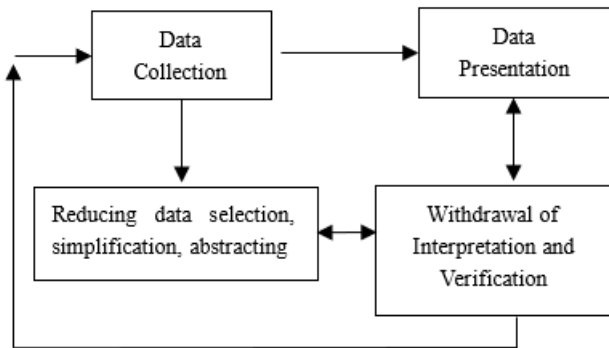 Data
Collection
Data
Presentation
Reducing data selection,
simplification, abstracting
Withdrawal of
Interpretation and
Verification